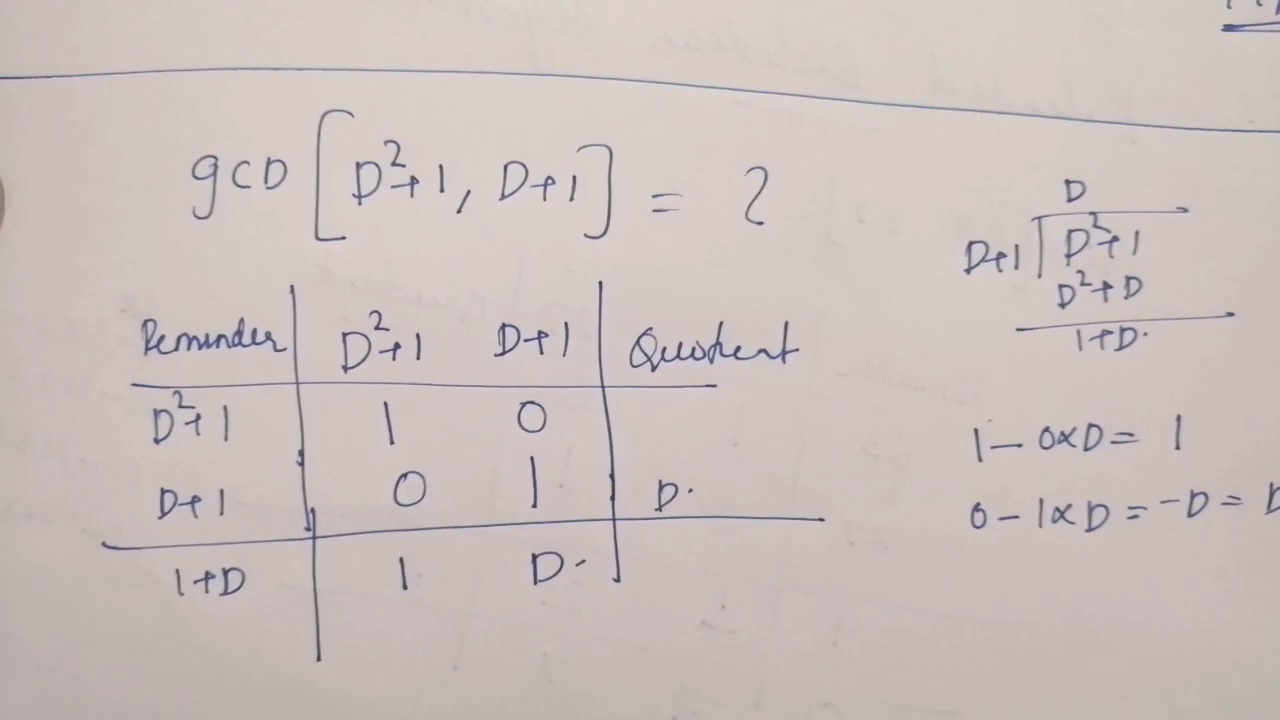 gcD [D²+1, D+1] = ?
Reminder D²+1 D+1 Quotient
D²+1 1 0
D+1 0 1 D.
1+D 1 D.
D
D+1 D²+1
D²+D
1+D.
1 - 0×D = 1
0 - 1×D = -D = D